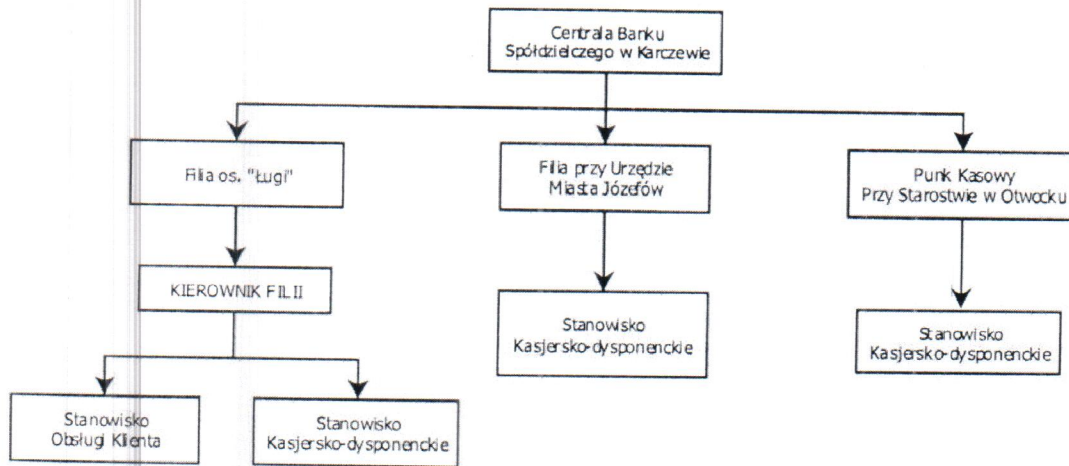 Centrala Banku
Spółdzielczego w Karczewie
Filia os. "Ługi"
Filia przy Urzędzie
Miasta Józefów
Punk Kasowy
Przy Starostwie w Otwocku
KIEROWNIK FILII
Stanowisko
Kasjersko-dysponenckie
Stanowisko
Kasjersko-dysponenckie
Stanowisko
Obsługi Klienta
Stanowisko
Kasjersko-dysponenckie